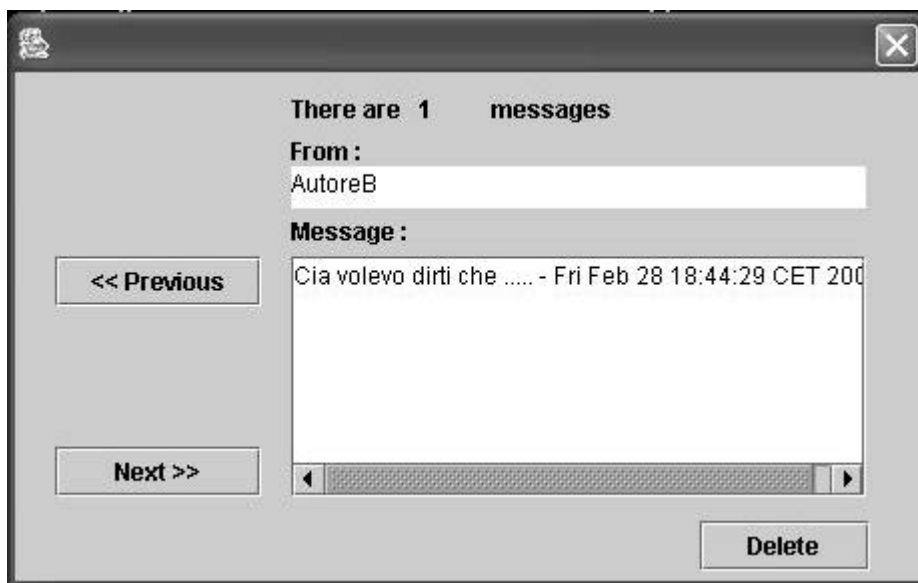 There are 1 messages
From :
AutoreB
Message :
Cia volevo dirti che ..... - Fri Feb 28 18:44:29 CET 200
<< Previous
Next >>
Delete